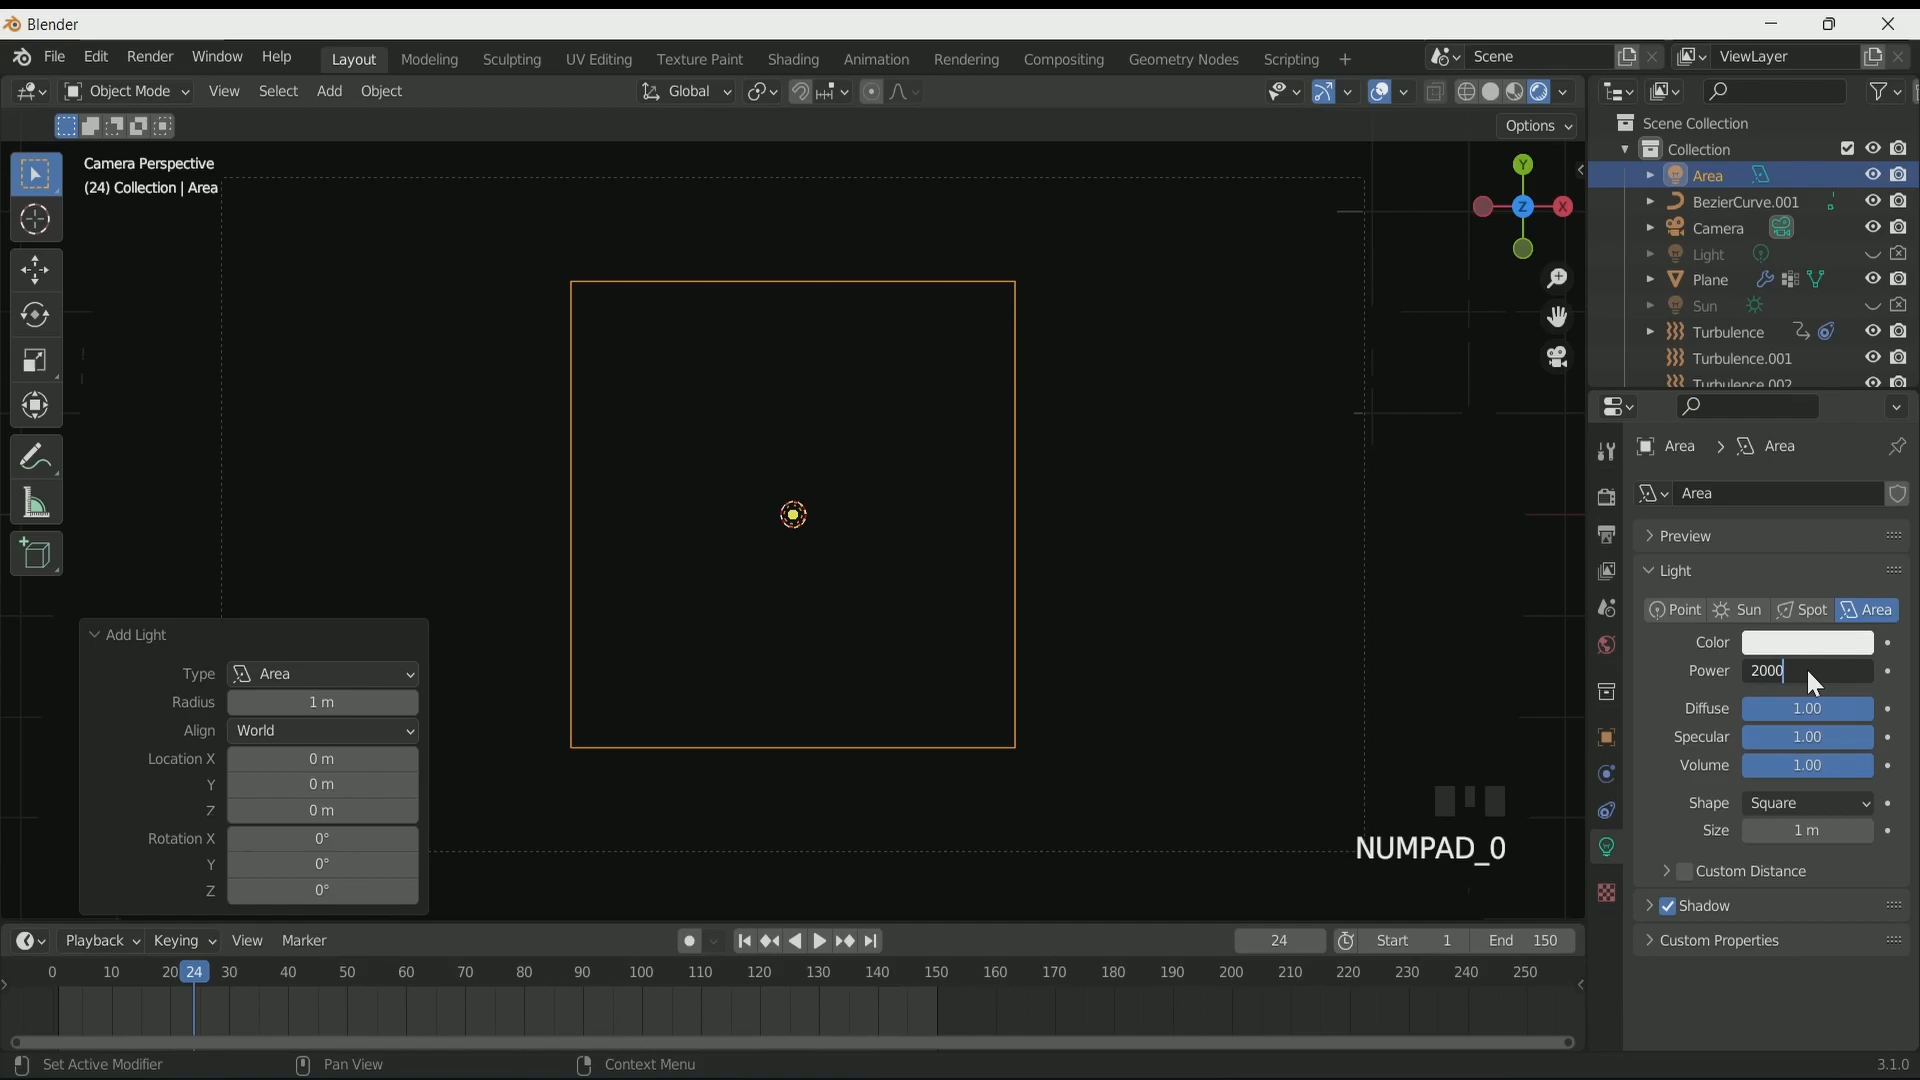 Blender
File Edit Render Window Help Layout Modeling Sculpting UV Editing Texture Paint Shading Animation Rendering Compositing Geometry Nodes Scripting + Scene ViewLayer
Object Mode View Select Add Object Global
Options
Camera Perspective
(24) Collection | Area
Y
Z
X
Scene Collection
Collection
Area
BezierCurve.001
Camera
Light
Plane
Sun
Turbulence
Turbulence.001
Turbulence.002
Area > Area
Area
Preview
Light
Point Sun Spot Area
Color
Power 2000
Diffuse 1.00
Specular 1.00
Volume 1.00
Shape Square
Size 1 m
Custom Distance
Shadow
Custom Properties
Add Light
Type Area
Radius 1 m
Align World
Location X 0 m
Y 0 m
Z 0 m
Rotation X 0°
Y 0°
Z 0°
NUMPAD_0
Playback Keying View Marker 24 Start 1 End 150
0 10 20 24 30 40 50 60 70 80 90 100 110 120 130 140 150 160 170 180 190 200 210 220 230 240 250
Set Active Modifier Pan View Context Menu 3.1.0